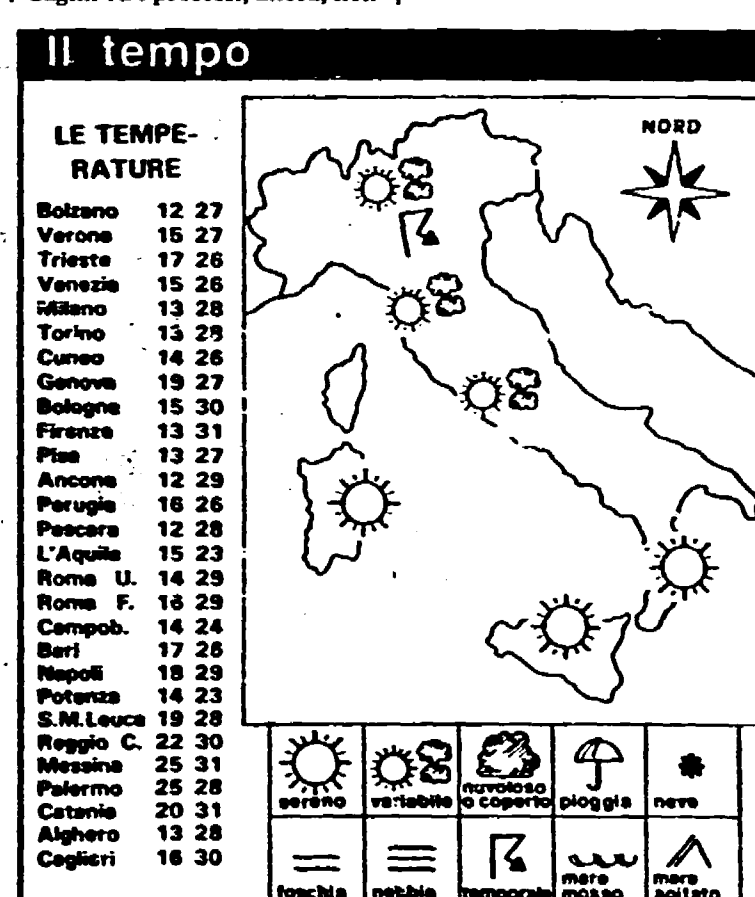 Il tempo
LE TEMPE-
RATURE
Bolzano 12 27
Verona 15 27
Trieste 17 26
Venezia 15 26
Milano 13 28
Torino 13 28
Cuneo 14 26
Genova 19 27
Bologna 15 30
Firenze 13 31
Pisa 13 27
Ancona 12 29
Perugia 16 26
Pescara 12 28
L'Aquila 15 23
Roma U. 14 29
Roma F. 16 29
Campob. 14 24
Bari 17 26
Napoli 18 29
Potenza 14 23
S.M.Leuca 19 28
Reggio C. 22 30
Messina 25 31
Palermo 25 28
Catania 20 31
Alghero 13 28
Cagliari 16 30
NORD
sereno
variabile
nuvoloso
o coperto
pioggia
neve
foschia
nebbia
temporale
mare
mosso
mare
agitato